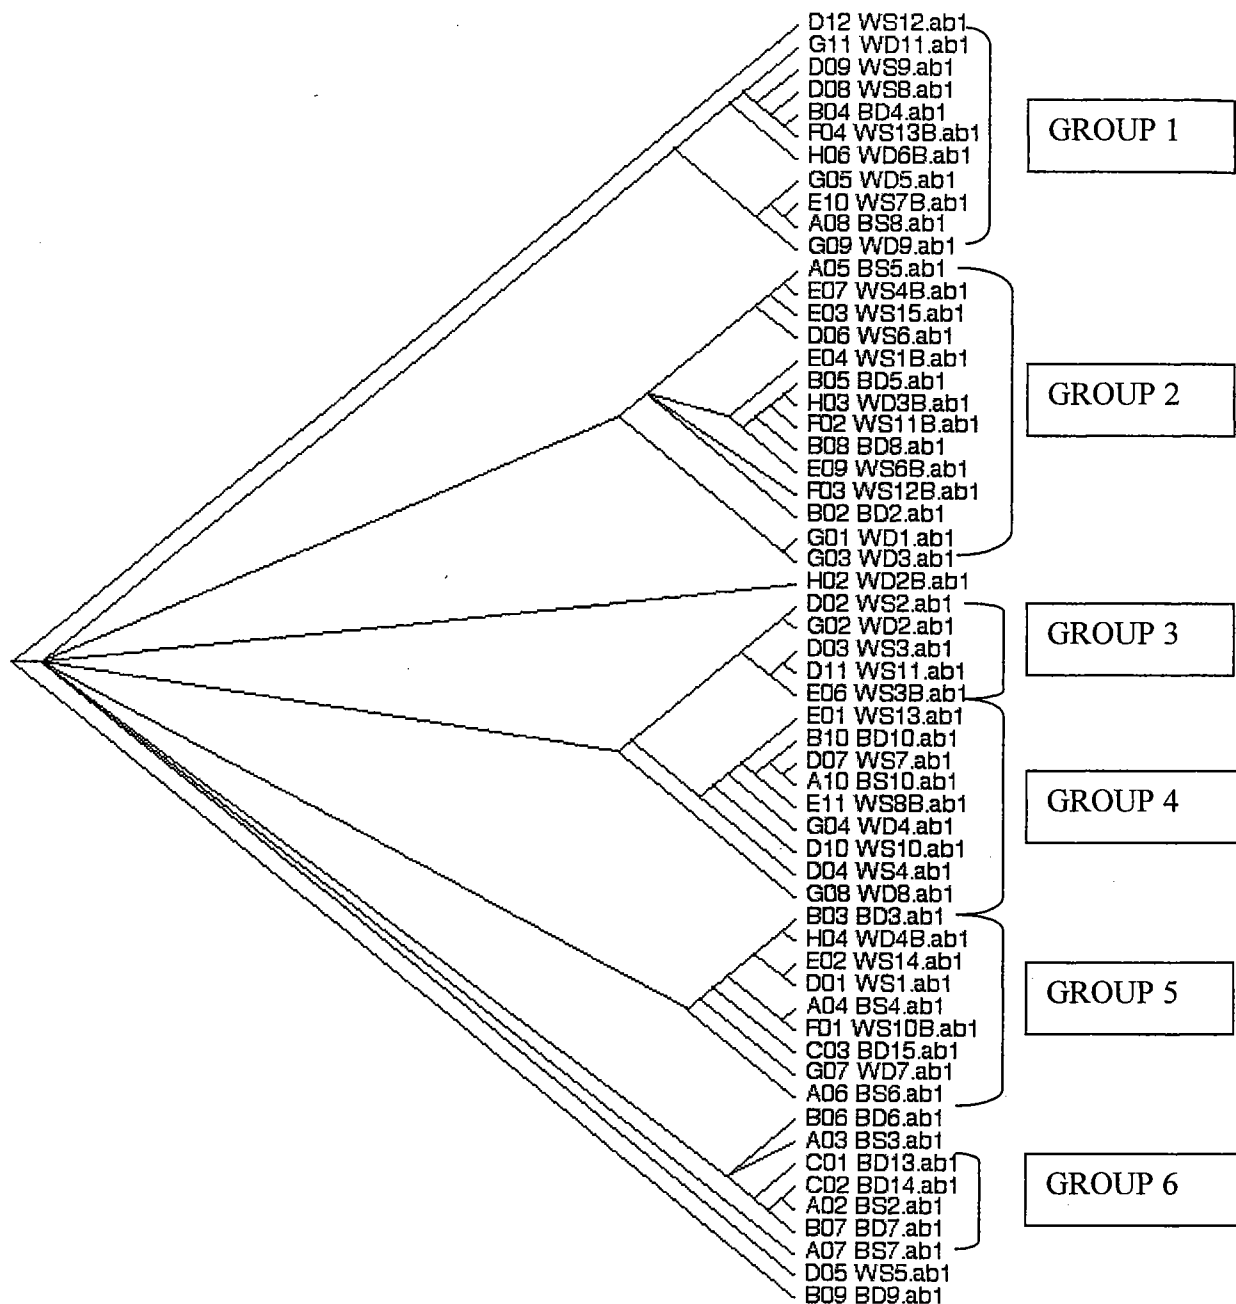 D12 WS12.ab1
G11 WD11.ab1
D09 WS9.ab1
D08 WS8.ab1
B04 BD4.ab1
F04 WS13B.ab1
GROUP 1
H06 WD6B.ab1
G05 WD5.ab1
E10 WS7B.ab1
A08 BS8.ab1
G09 WD9.ab1
A05 BS5.ab1
E07 WS4B.ab1
E03 WS15.ab1
D06 WS6.ab1
E04 WS1B.ab1
B05 BD5.ab1
GROUP 2
H03 WD3B.ab1
F02 WS11B.ab1
B08 BD8.ab1
E09 WS6B.ab1
F03 WS12B.ab1
B02 BD2.ab1
G01 WD1.ab1
G03 WD3.ab1
H02 WD2B.ab1
D02 WS2.ab1
G02 WD2.ab1
GROUP 3
D03 WS3.ab1
D11 WS11.ab1
E06 WS3B.ab1
E01 WS13.ab1
B10 BD10.ab1
D07 WS7.ab1
A10 BS10.ab1
E11 WS8B.ab1
GROUP 4
G04 WD4.ab1
D10 WS10.ab1
D04 WS4.ab1
G08 WD8.ab1
B03 BD3.ab1
H04 WD4B.ab1
E02 WS14.ab1
D01 WS1.ab1
GROUP 5
A04 BS4.ab1
F01 WS10B.ab1
C03 BD15.ab1
G07 WD7.ab1
A06 BS6.ab1
B06 BD6.ab1
A03 BS3.ab1
C01 BD13.ab1
C02 BD14.ab1
GROUP 6
A02 BS2.ab1
B07 BD7.ab1
A07 BS7.ab1
D05 WS5.ab1
B09 BD9.ab1